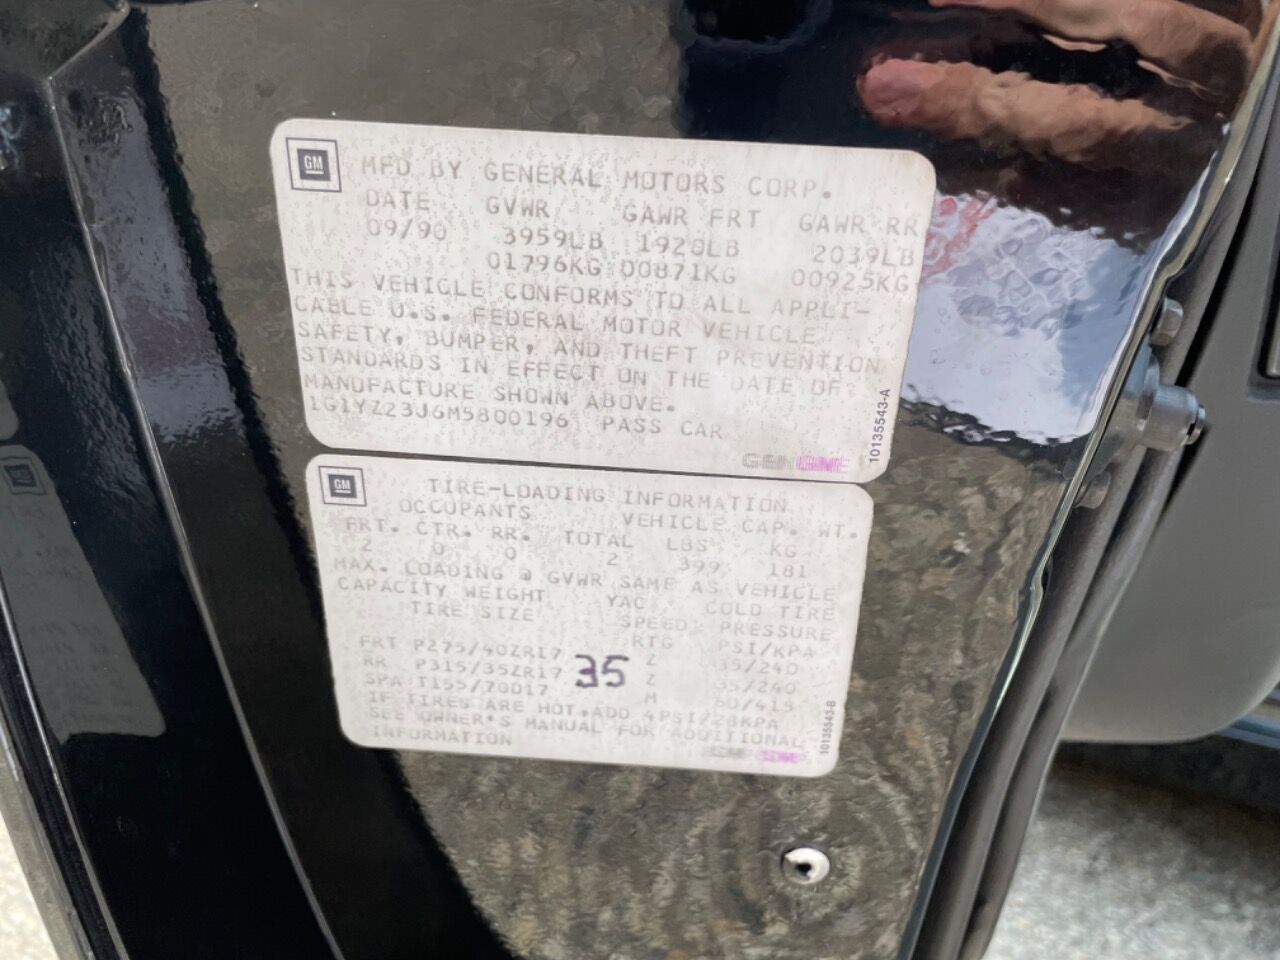 GM
MFD BY GENERAL MOTORS CORP.
DATE GVWR GAWR FRT GAWR RR
09/90 3959LB 1920LB 2039LB
01796KG 00871KG 00925KG
THIS VEHICLE CONFORMS TO ALL APPLI-
CABLE U.S. FEDERAL MOTOR VEHICLE
SAFETY, BUMPER, AND THEFT PREVENTION
STANDARDS IN EFFECT ON THE DATE OF
MANUFACTURE SHOWN ABOVE.
1G1YZ23J6M5800196 PASS CAR
10135543-A
GM
TIRE-LOADING INFORMATION
OCCUPANTS VEHICLE CAP. WT.
FRT. CTR. RR. TOTAL LBS KG
2 0 0 2 399 181
MAX. LOADING @ GVWR SAME AS VEHICLE
CAPACITY WEIGHT YAC COLD TIRE
TIRE SIZE SPEED PRESSURE
RTG PSI/KPA
FRT P275/40ZR17 Z 35/240
RR P315/35ZR17 35 Z 35/240
SPA T155/70D17 M 60/415
IF TIRES ARE HOT,ADD 4PSI/28KPA
SEE OWNER'S MANUAL FOR ADDITIONAL
INFORMATION
10135543-B